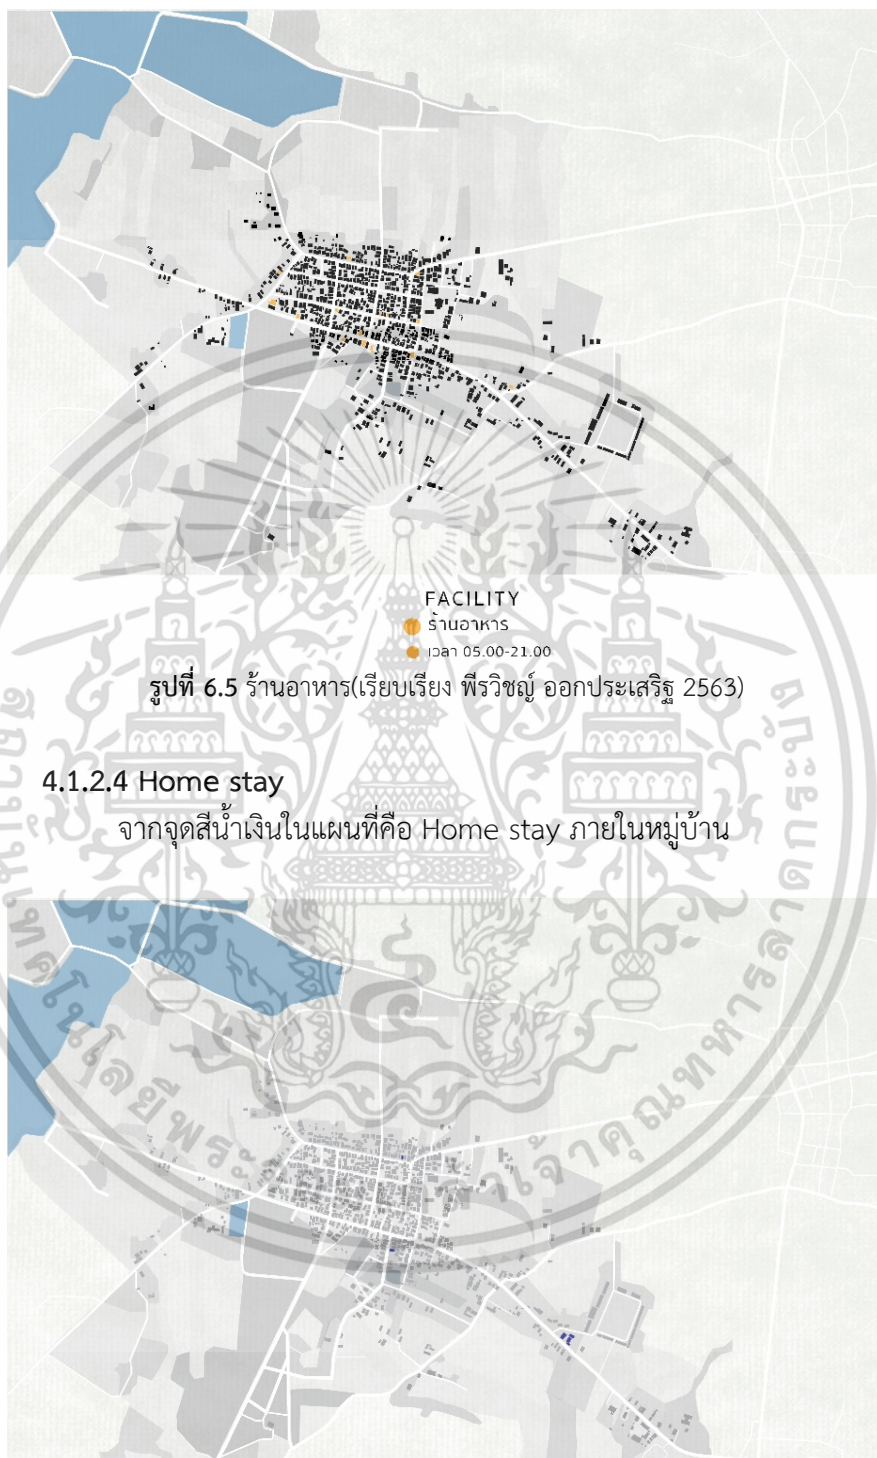 FACILITY
ร้านอาหาร
เวลา 05.00-21.00
รูปที่ 6.5 ร้านอาหาร(เรียบเรียง พีรวิชญ์ ออกประเสริฐ 2563)
4.1.2.4 Home stay
จากจุดสีน้ำเงินในแผนที่คือ Home stay ภายในหมู่บ้าน